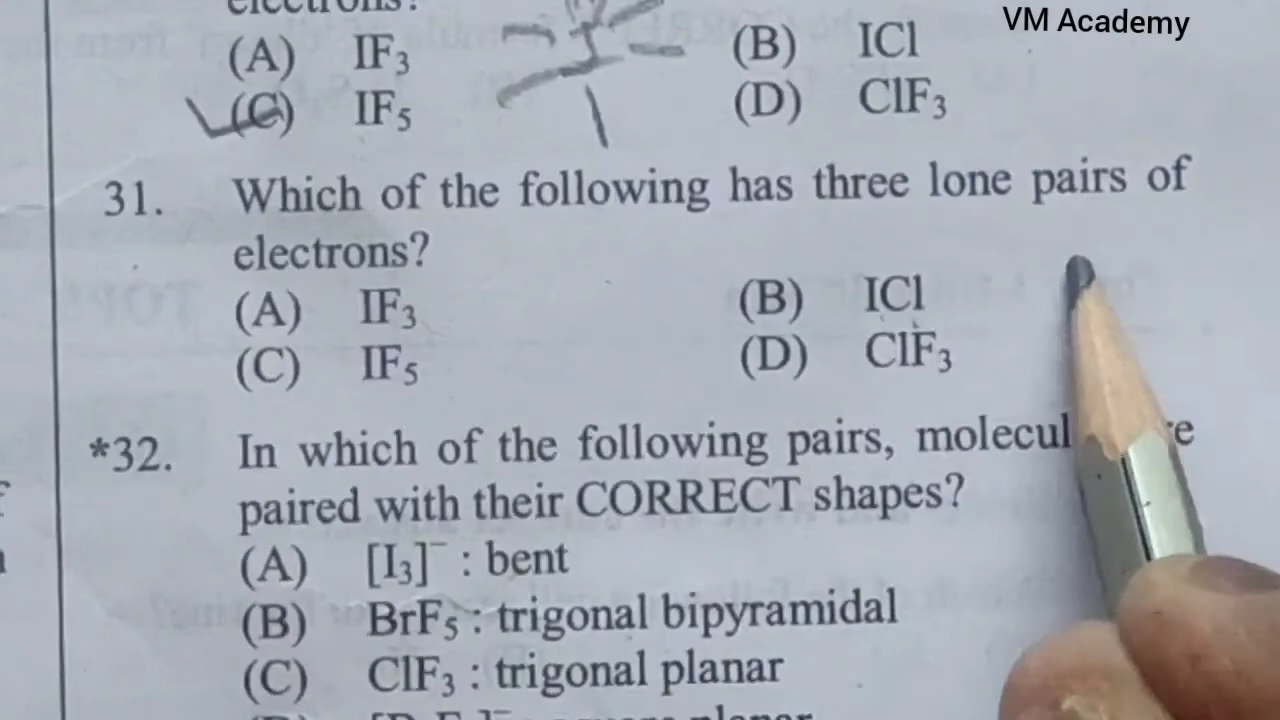 electrons?
VM Academy
(A) IF₃ (B) ICl
(C) IF₅ (D) ClF₃
31. Which of the following has three lone pairs of
electrons?
(A) IF₃ (B) ICl
(C) IF₅ (D) ClF₃
*32. In which of the following pairs,
paired with their CORRECT shapes?
(A) [I₃]⁻ : bent
(B) BrF₅ : trigonal bipyramidal
(C) ClF₃ : trigonal planar